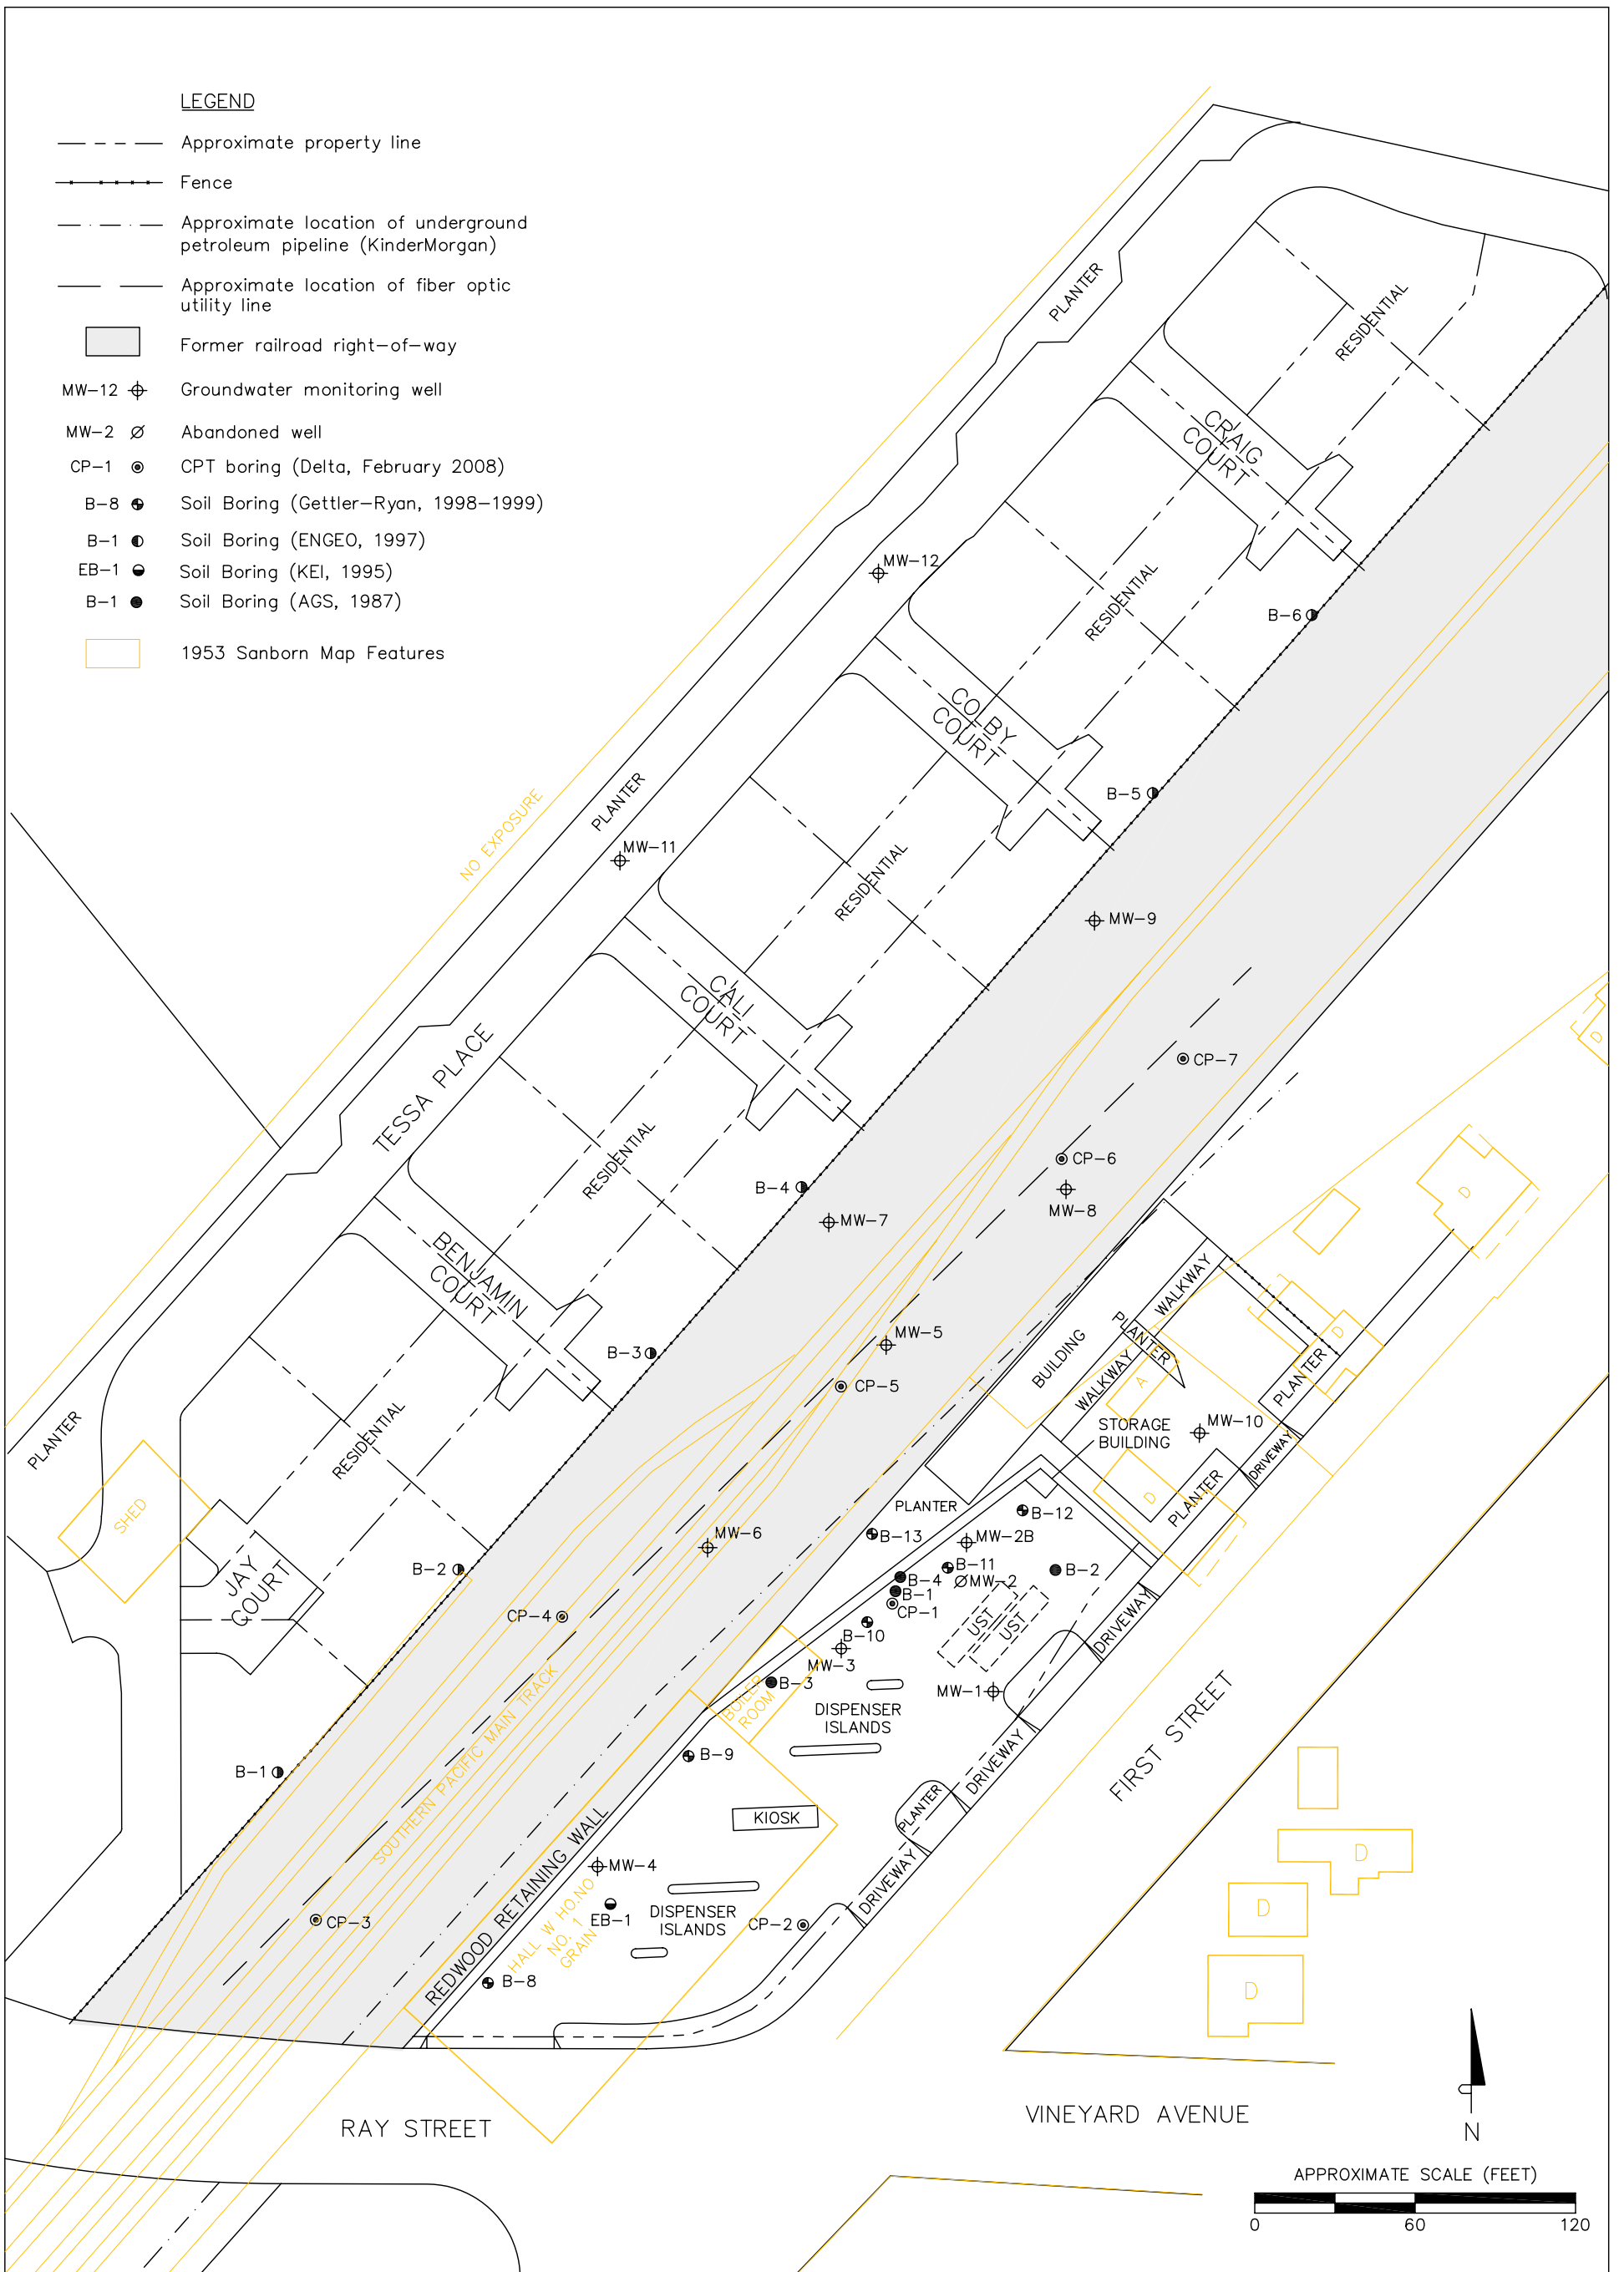 LEGEND
Approximate property line
Fence
Approximate location of underground
petroleum pipeline (KinderMorgan)
Approximate location of fiber optic
utility line
Former railroad right-of-way
MW-12 Groundwater monitoring well
MW-2 Abandoned well
CP-1 CPT boring (Delta, February 2008)
B-8 Soil Boring (Gettler-Ryan, 1998-1999)
B-1 Soil Boring (ENGEO, 1997)
EB-1 Soil Boring (KEI, 1995)
B-1 Soil Boring (AGS, 1987)
1953 Sanborn Map Features
PLANTER
RESIDENTIAL
CRAIG
COURT
MW-12
RESIDENTIAL
B-6
COLBY
COURT
PLANTER
NO EXPOSURE
B-5
MW-11
RESIDENTIAL
MW-9
CALI
COURT
TESSA PLACE
CP-7
D
RESIDENTIAL
CP-6
B-4
MW-8
MW-7
D
BENJAMIN
COURT
WALKWAY
MW-5
B-3
BUILDING
PLANTER
D
CP-5
WALKWAY
A
PLANTER
RESIDENTIAL
PLANTER
STORAGE
BUILDING
MW-10
DRIVEWAY
D
PLANTER
SHED
PLANTER
B-12
MW-6
B-13
MW-2B
B-2
JAY
COURT
B-11
B-4
MW-2
B-2
B-1
CP-1
CP-4
UST
UST
DRIVEWAY
B-10
MW-3
B-3
MW-1
BOILER
ROOM
DISPENSER
ISLANDS
SOUTHERN PACIFIC MAIN TRACK
FIRST STREET
B-1
B-9
DRIVEWAY
KIOSK
PLANTER
REDWOOD RETAINING WALL
D
MW-4
DRIVEWAY
EB-1
DISPENSER
ISLANDS
CP-2
D
CP-3
HALL W HO.NO
NO. 1
GRAIN
B-8
D
RAY STREET
VINEYARD AVENUE
N
APPROXIMATE SCALE (FEET)
0 60 120